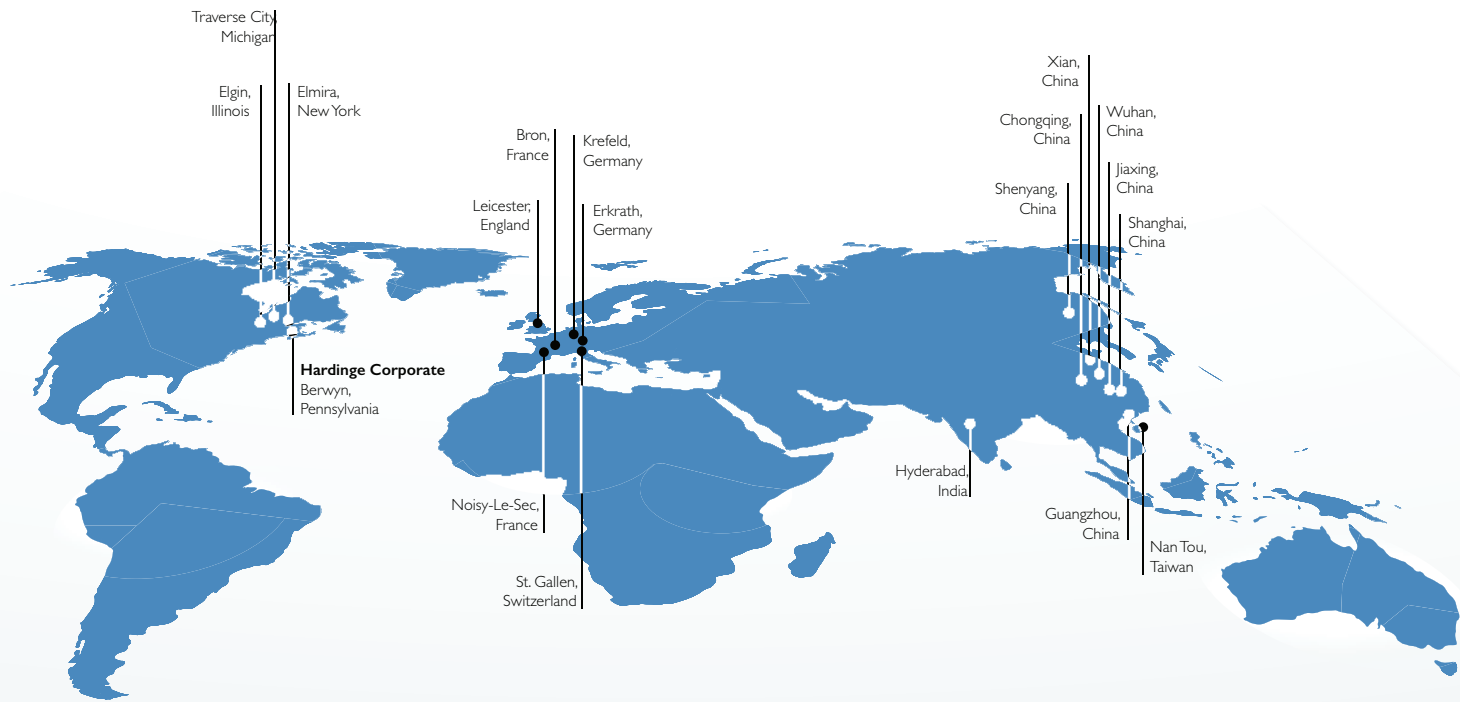 Traverse City,
Michigan
Elgin,
Illinois
Elmira,
New York
Hardinge Corporate
Berwyn,
Pennsylvania
Bron,
France
Krefeld,
Germany
Leicester,
England
Erkrath,
Germany
Noisy-Le-Sec,
France
St. Gallen,
Switzerland
Xian,
China
Chongqing,
China
Wuhan,
China
Jiaxing,
China
Shenyang,
China
Shanghai,
China
Hyderabad,
India
Guangzhou,
China
Nan Tou,
Taiwan